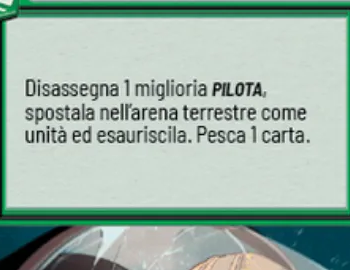 Disassegna 1 miglioria PILOTA,
spostala nell'arena terrestre come
unità ed esauriscila. Pesca 1 carta.